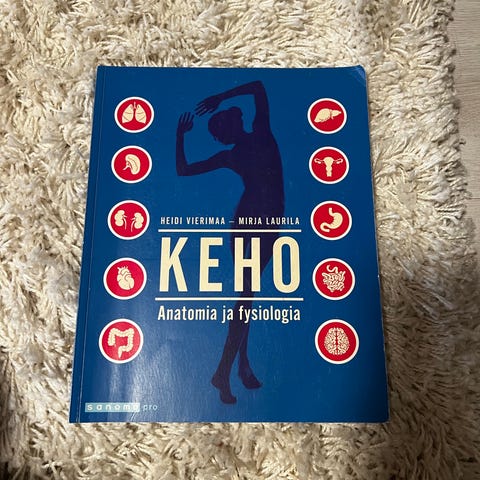 HEIDI VIERIMAA – MIRJA LAURILA
KEHO
Anatomia ja fysiologia
sanoma pro